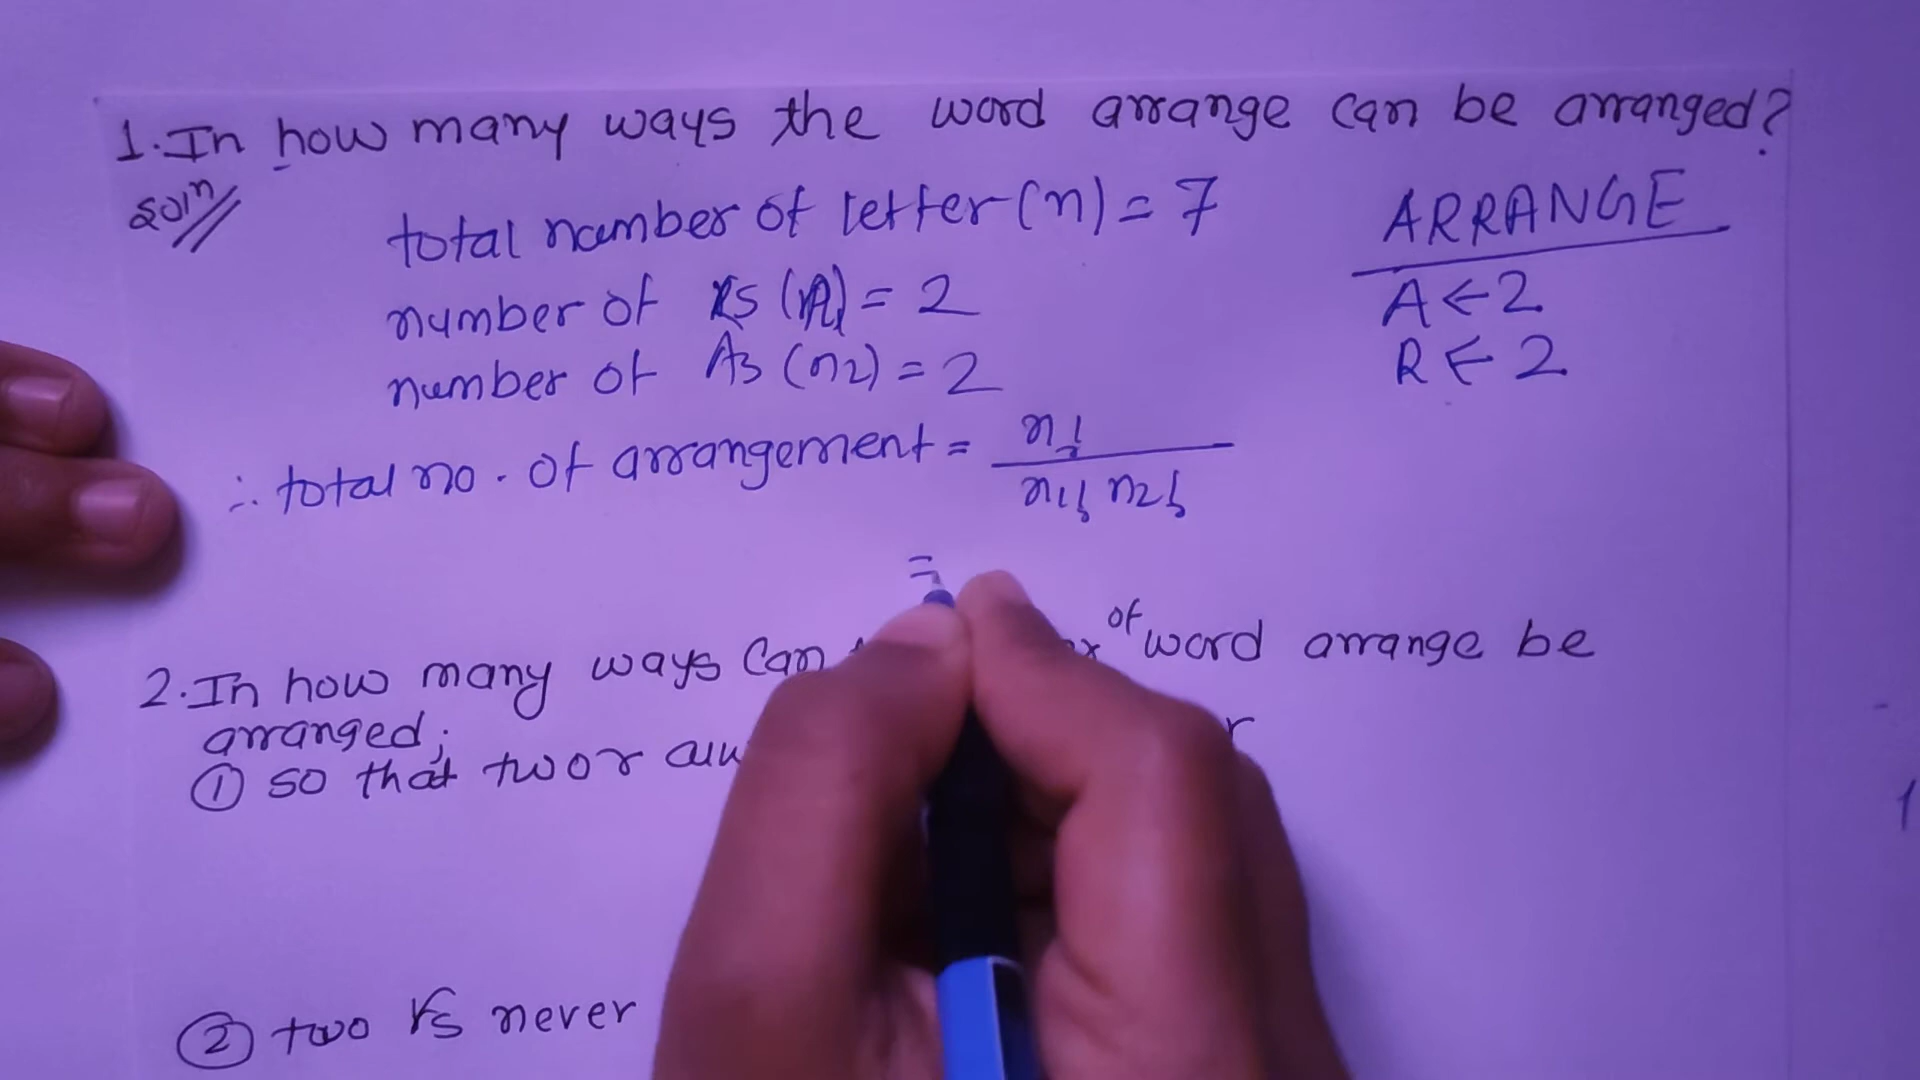 1. In how many ways the word arrange can be arranged?
soln
total number of letter (n) = 7
number of rs (n1) = 2
number of As (n2) = 2
∴ total no. of arrangement = n! / n1! n2!
=
ARRANGE
A ← 2
R ← 2
2. In how many ways can of word arrange be
arranged;
① so that two r
② two rs never